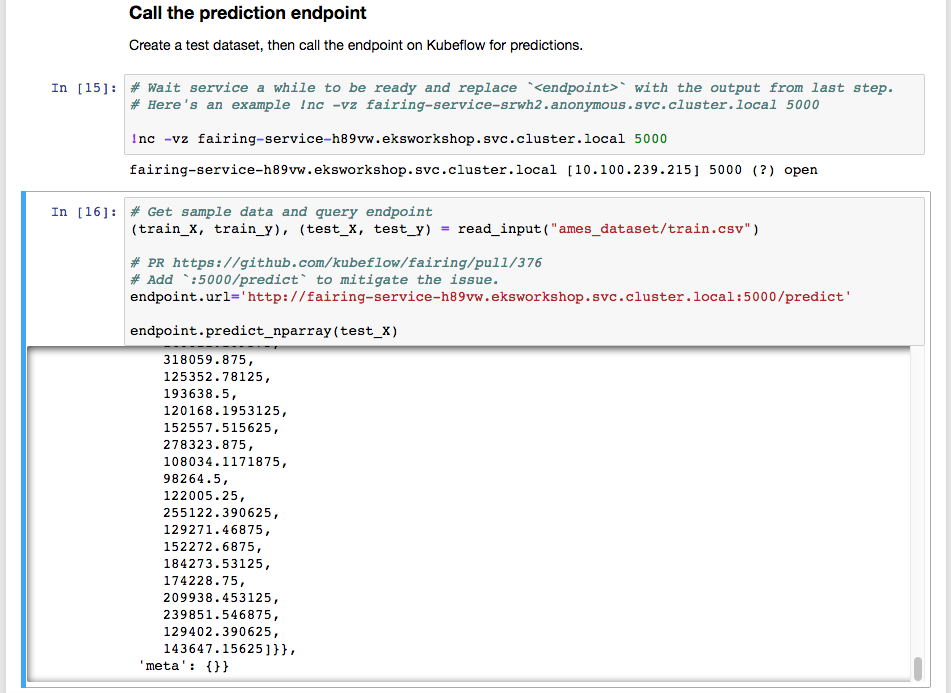 Call the prediction endpoint
Create a test dataset, then call the endpoint on Kubeflow for predictions.
In [15]: # Wait service a while to be ready and replace `<endpoint>` with the output from last step.
# Here's an example !nc -vz fairing-service-srwh2.anonymous.svc.cluster.local 5000
!nc -vz fairing-service-h89vw.eksworkshop.svc.cluster.local 5000
fairing-service-h89vw.eksworkshop.svc.cluster.local [10.100.239.215] 5000 (?) open
In [16]: # Get sample data and query endpoint
(train_X, train_y), (test_X, test_y) = read_input("ames_dataset/train.csv")
# PR https://github.com/kubeflow/fairing/pull/376
# Add `:5000/predict` to mitigate the issue.
endpoint.url='http://fairing-service-h89vw.eksworkshop.svc.cluster.local:5000/predict'
endpoint.predict_nparray(test_X)
318059.875,
125352.78125,
193638.5,
120168.1953125,
152557.515625,
278323.875,
108034.1171875,
98264.5,
122005.25,
255122.390625,
129271.46875,
152272.6875,
184273.53125,
174228.75,
209938.453125,
239851.546875,
129402.390625,
143647.15625]}},
'meta': {}}